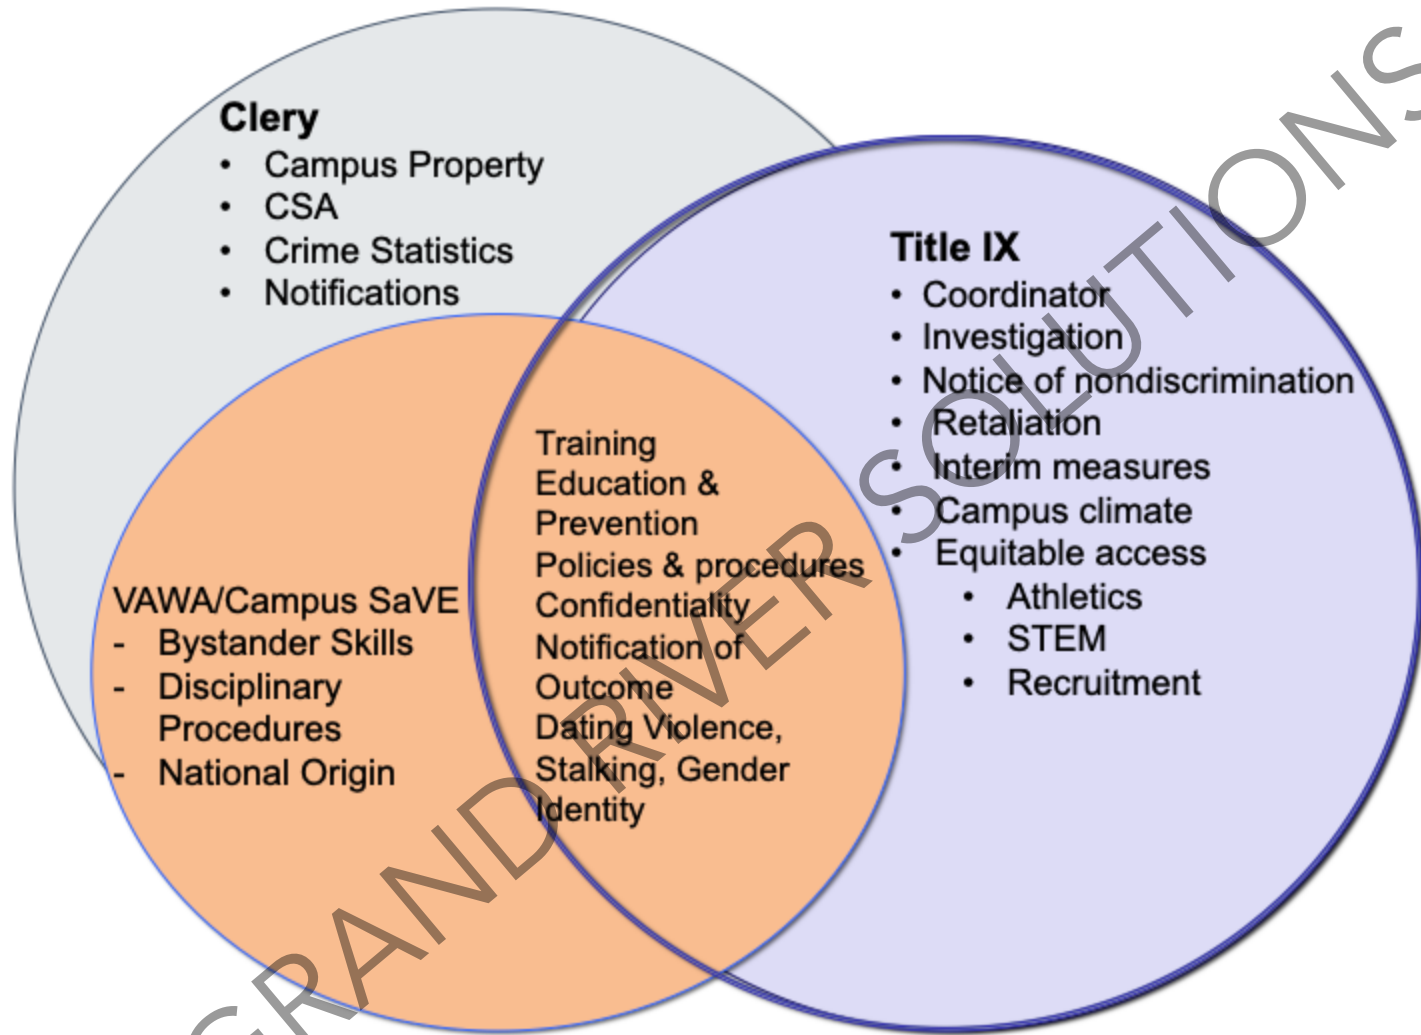 Clery
• Campus Property
• CSA
• Crime Statistics
• Notifications
Title IX
• Coordinator
• Investigation
• Notice of nondiscrimination
• Retaliation
• Interim measures
• Campus climate
• Equitable access
• Athletics
• STEM
• Recruitment
VAWA/Campus SaVE
- Bystander Skills
- Disciplinary
Procedures
- National Origin
Training
Education &
Prevention
Policies & procedures
Confidentiality
Notification of
Outcome
Dating Violence,
Stalking, Gender
Identity
GRAND RIVER SOLUTIONS